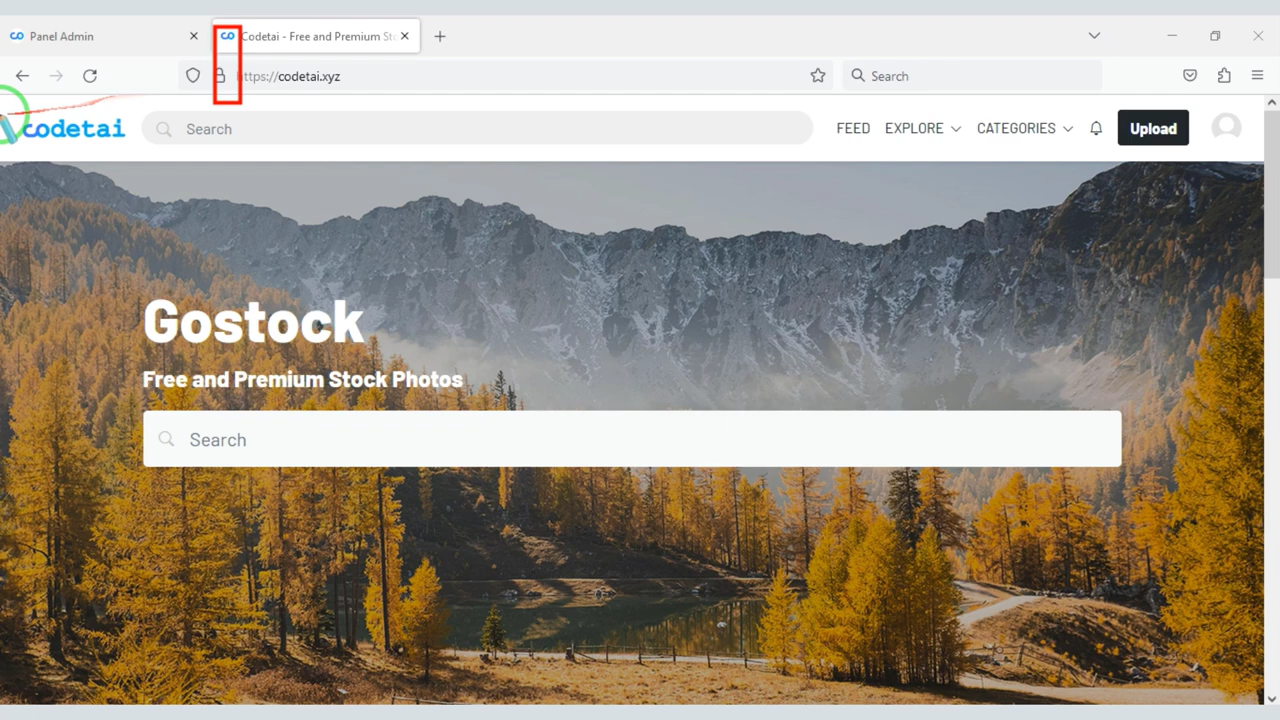 Panel Admin
Codetai - Free and Premium Sto
https://codetai.xyz
Search
codetai
Search
FEED
EXPLORE
CATEGORIES
Upload
Gostock
Free and Premium Stock Photos
Search